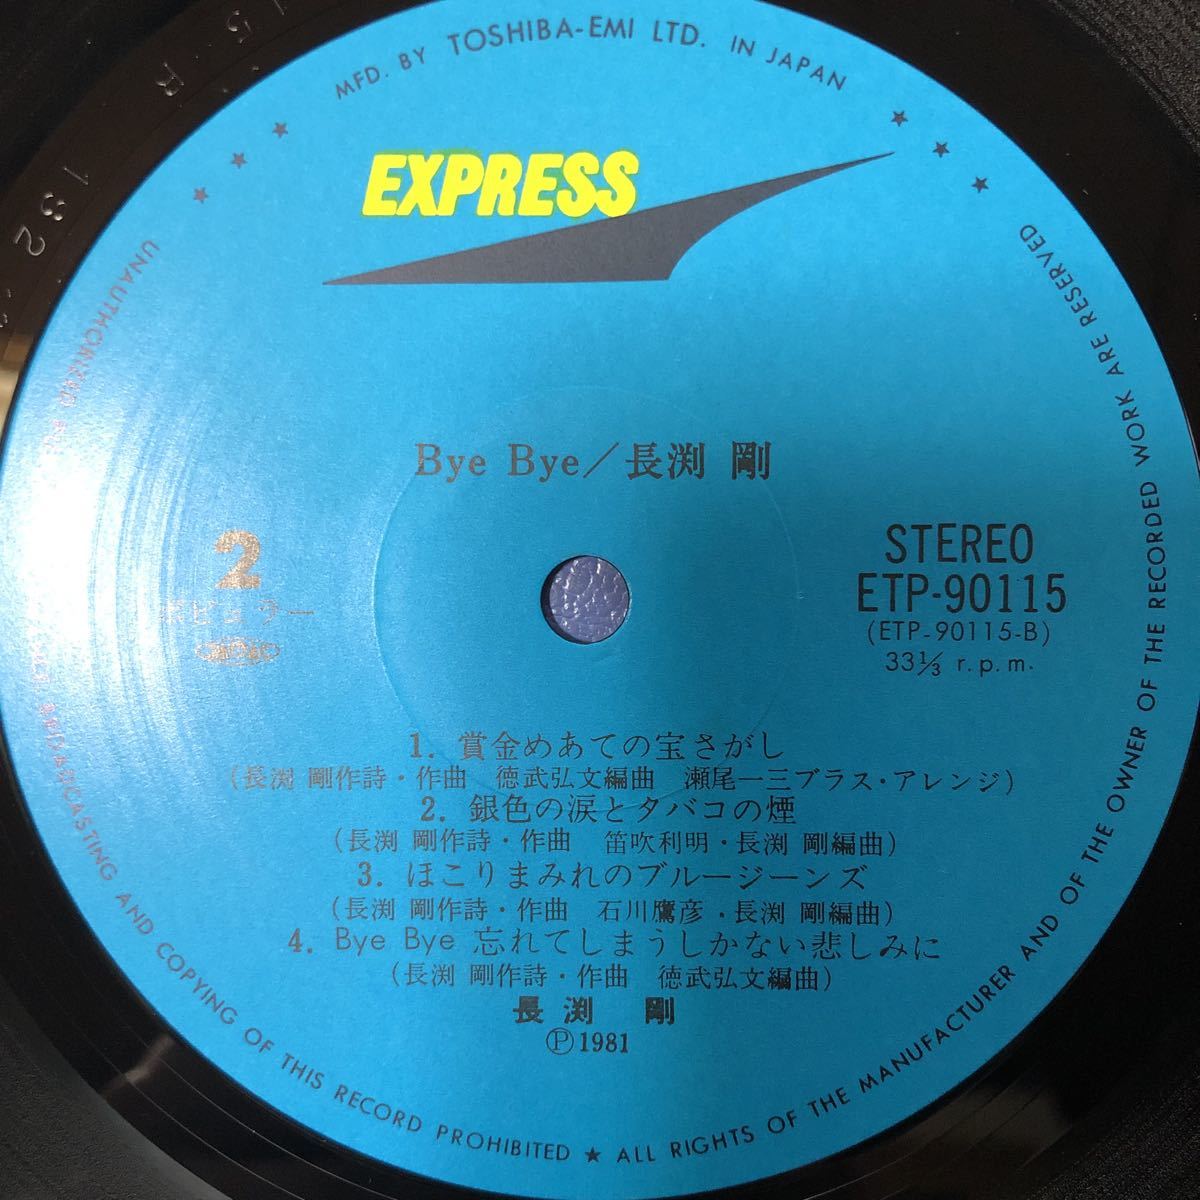 MFD. BY TOSHIBA-EMI LTD. IN JAPAN
EXPRESS
Bye Bye／長渕 剛
2
ポピュラー
STEREO
ETP-90115
(ETP-90115-B)
33⅓ r.p.m.
1. 賞金めあての宝さがし
(長渕 剛作詩・作曲 徳武弘文編曲 瀬尾一三ブラス・アレンジ)
2. 銀色の涙とタバコの煙
(長渕 剛作詩・作曲 笛吹利明・長渕 剛編曲)
3. ほこりまみれのブルージーンズ
(長渕 剛作詩・作曲 石川鷹彦・長渕 剛編曲)
4. Bye Bye 忘れてしまうしかない悲しみに
(長渕 剛作詩・作曲 徳武弘文編曲)
長渕 剛
Ⓟ1981
UNAUTHORIZED BROADCASTING AND COPYING OF THIS RECORD PROHIBITED ★ ALL RIGHTS OF THE MANUFACTURER AND OF THE OWNER OF THE RECORDED WORK ARE RESERVED